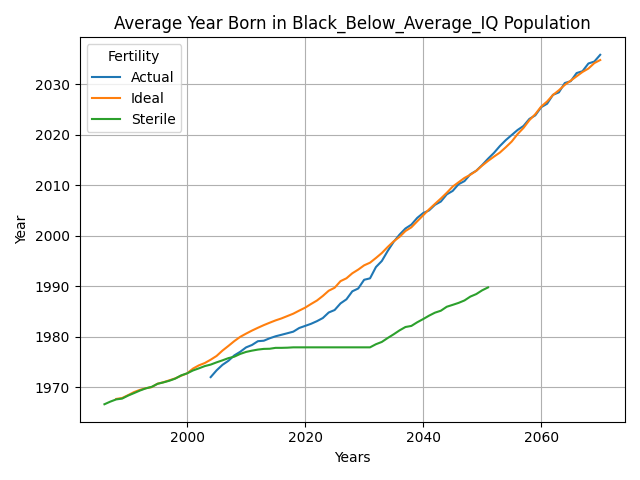 Average Year Born in Black_Below_Average_IQ Population
Fertility
Actual
Ideal
Sterile
2030
2020
2010
2000
1990
1980
1970
Year
2000
2020
2040
2060
Years